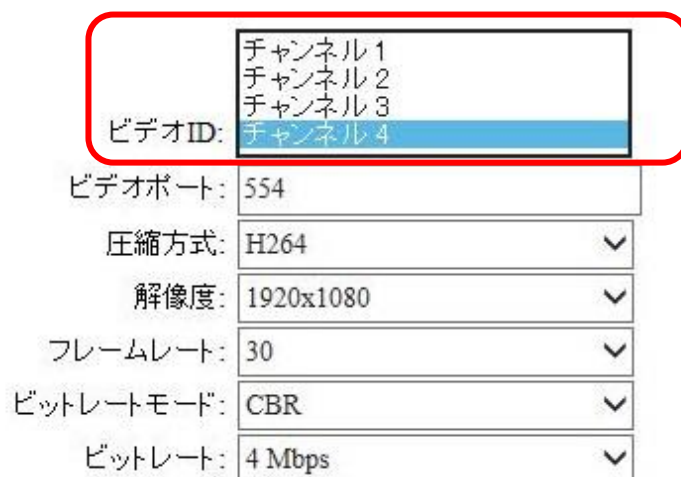 チャンネル 1
チャンネル 2
チャンネル 3
ビデオID: チャンネル 4
ビデオポート: 554
圧縮方式: H264
解像度: 1920x1080
フレームレート: 30
ビットレートモード: CBR
ビットレート: 4 Mbps